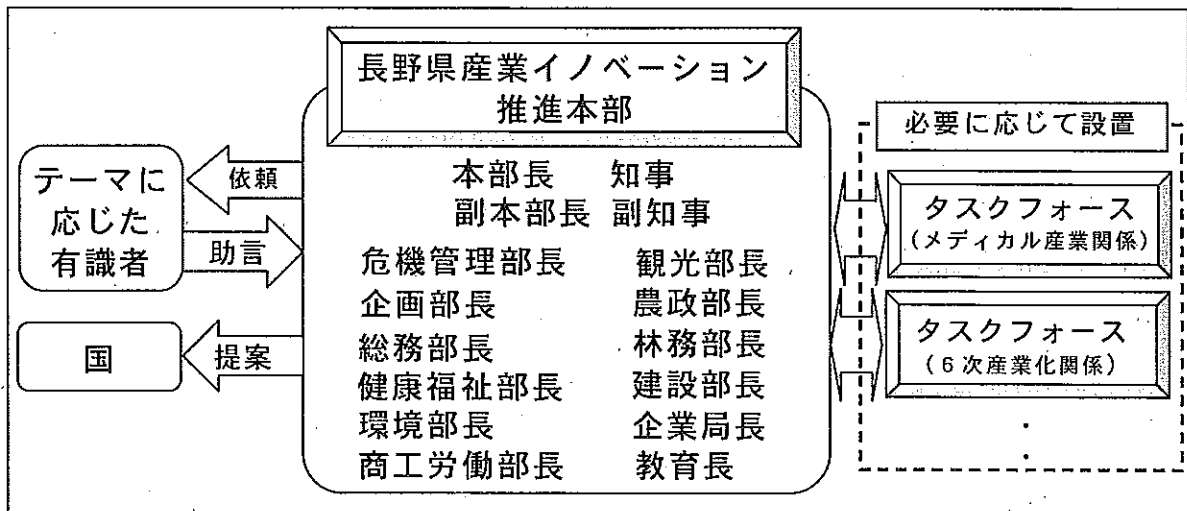 長野県産業イノベーション
推進本部
本部長 知事
副本部長 副知事
危機管理部長 観光部長
企画部長 農政部長
総務部長 林務部長
健康福祉部長 建設部長
環境部長 企業局長
商工労働部長 教育長
テーマに
応じた
有識者
依頼
助言
国
提案
必要に応じて設置
タスクフォース
(メディカル産業関係)
タスクフォース
(6次産業化関係)
・
・